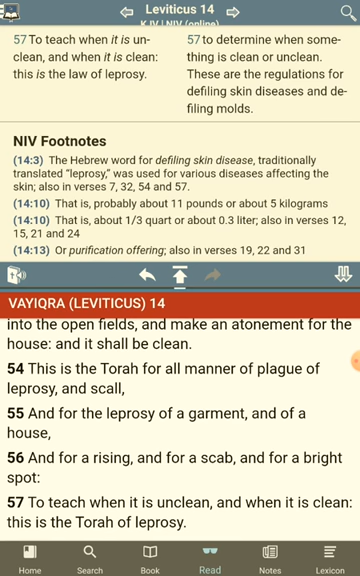 Leviticus 14
KJV | NIV (online)
57 To teach when it is un-
clean, and when it is clean:
this is the law of leprosy.
57 to determine when some-
thing is clean or unclean.
These are the regulations for
defiling skin diseases and de-
filing molds.
NIV Footnotes
(14:3) The Hebrew word for defiling skin disease, traditionally
translated “leprosy,” was used for various diseases affecting the
skin; also in verses 7, 32, 54 and 57.
(14:10) That is, probably about 11 pounds or about 5 kilograms
(14:10) That is, about 1/3 quart or about 0.3 liter; also in verses 12,
15, 21 and 24
(14:13) Or purification offering; also in verses 19, 22 and 31
VAYIQRA (LEVITICUS) 14
into the open fields, and make an atonement for the
house: and it shall be clean.
54 This is the Torah for all manner of plague of
leprosy, and scall,
55 And for the leprosy of a garment, and of a
house,
56 And for a rising, and for a scab, and for a bright
spot:
57 To teach when it is unclean, and when it is clean:
this is the Torah of leprosy.
Home
Search
Book
Read
Notes
Lexicon